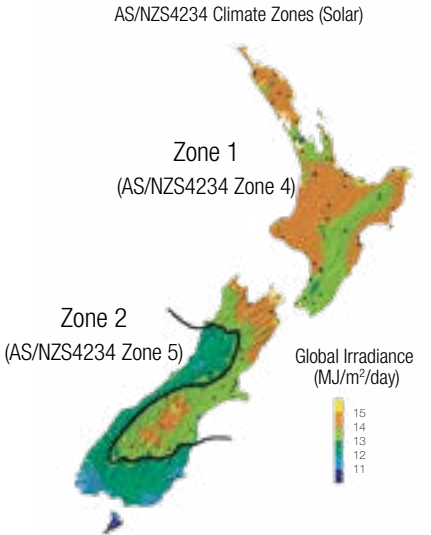 AS/NZS4234 Climate Zones (Solar)
Zone 1
(AS/NZS4234 Zone 4)
Zone 2
(AS/NZS4234 Zone 5)
Global Irradiance
(MJ/m²/day)
15
14
13
12
11